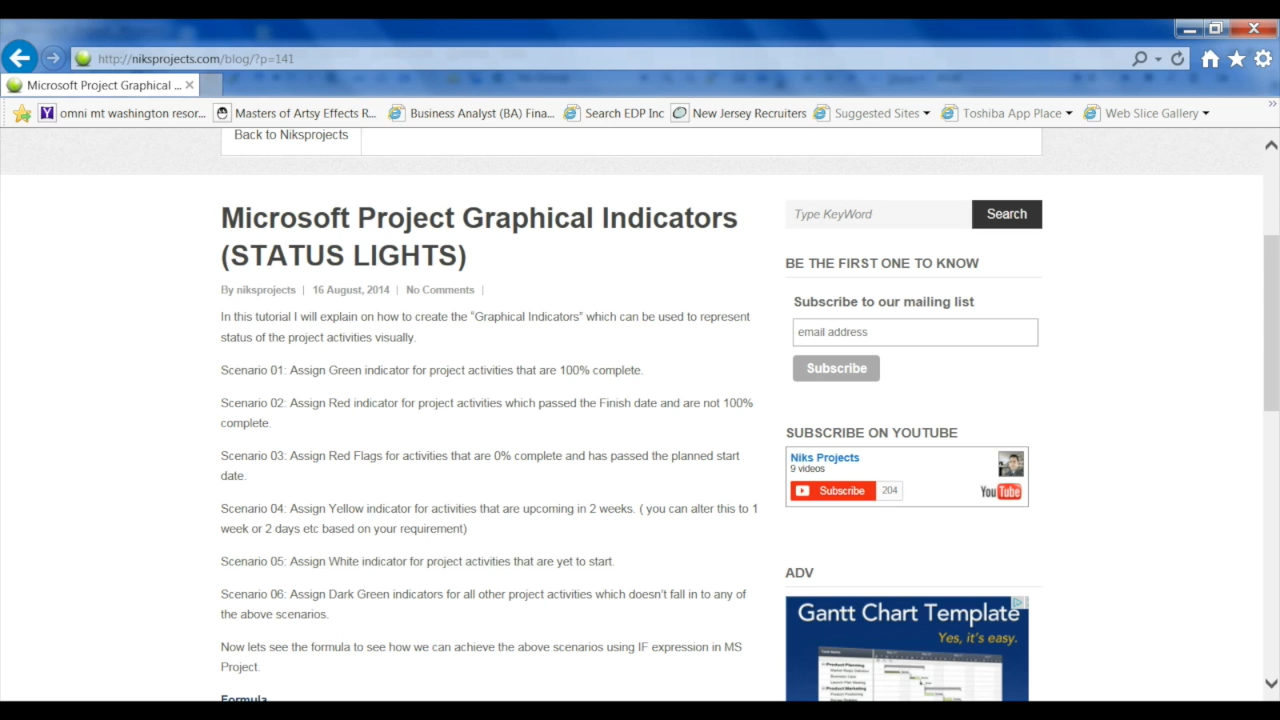 http://niksprojects.com/blog/?p=141
Microsoft Project Graphical ...
omni mt washington resor... Masters of Artsy Effects R... Business Analyst (BA) Fina... Search EDP Inc New Jersey Recruiters Suggested Sites Toshiba App Place Web Slice Gallery
Back to Niksprojects
Microsoft Project Graphical Indicators
(STATUS LIGHTS)
By niksprojects | 16 August, 2014 | No Comments |
In this tutorial I will explain on how to create the “Graphical Indicators” which can be used to represent
status of the project activities visually.
Scenario 01: Assign Green indicator for project activities that are 100% complete.
Scenario 02: Assign Red indicator for project activities which passed the Finish date and are not 100%
complete.
Scenario 03: Assign Red Flags for activities that are 0% complete and has passed the planned start
date.
Scenario 04: Assign Yellow indicator for activities that are upcoming in 2 weeks. ( you can alter this to 1
week or 2 days etc based on your requirement)
Scenario 05: Assign White indicator for project activities that are yet to start.
Scenario 06: Assign Dark Green indicators for all other project activities which doesn’t fall in to any of
the above scenarios.
Now lets see the formula to see how we can achieve the above scenarios using IF expression in MS
Project.
Formula
Type KeyWord Search
BE THE FIRST ONE TO KNOW
Subscribe to our mailing list
email address
Subscribe
SUBSCRIBE ON YOUTUBE
Niks Projects
9 videos
Subscribe 204 YouTube
ADV
Gantt Chart Template
Yes, it's easy.
Product Planning
Product Marketing